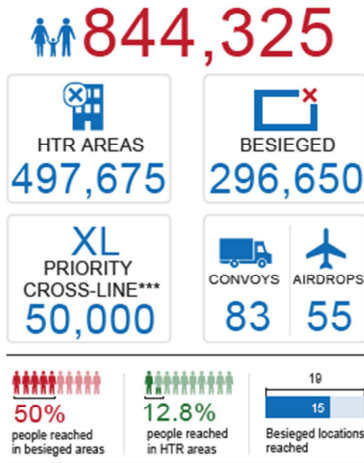 844,325
HTR AREAS
497,675
BESIEGED
296,650
XL
PRIORITY
CROSS-LINE***
50,000
CONVOYS
83
AIRDROPS
55
50%
people reached
in besieged areas
12.8%
people reached
in HTR areas
19
15
Besieged locations
reached